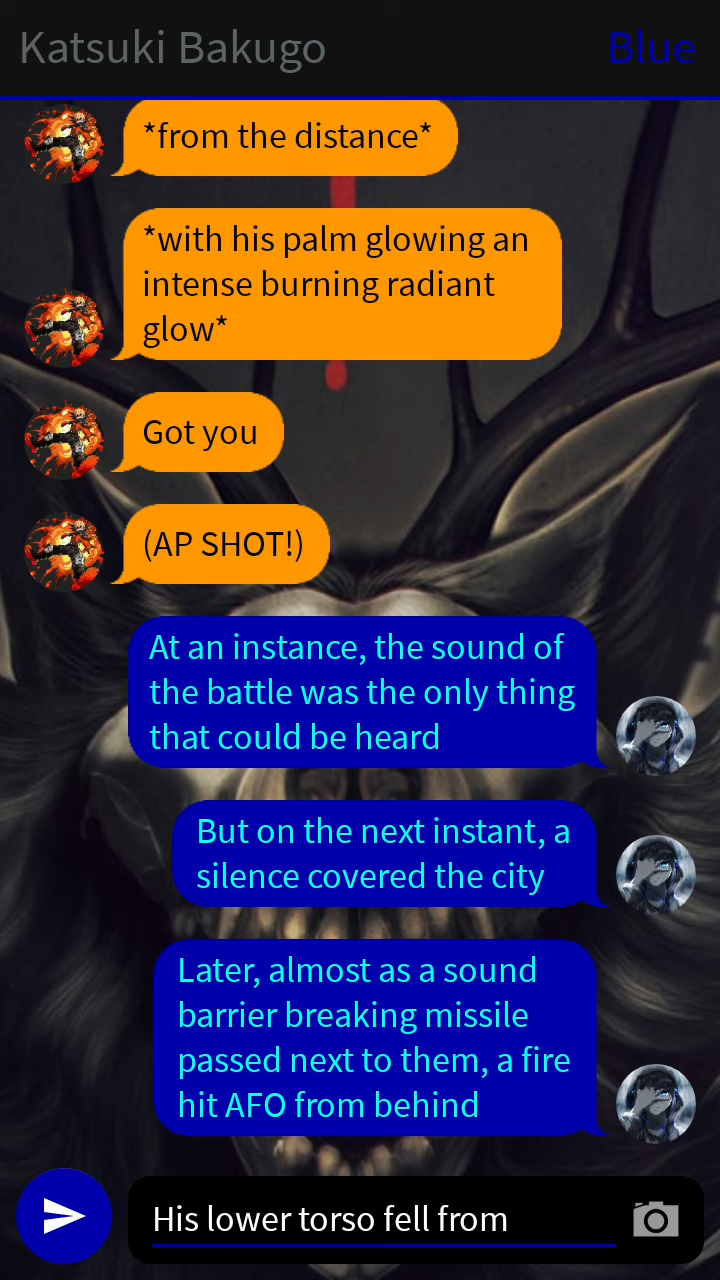 Katsuki Bakugo
Blue
*from the distance*
*with his palm glowing an
intense burning radiant
glow*
Got you
(AP SHOT!)
At an instance, the sound of
the battle was the only thing
that could be heard
But on the next instant, a
silence covered the city
Later, almost as a sound
barrier breaking missile
passed next to them, a fire
hit AFO from behind
His lower torso fell from